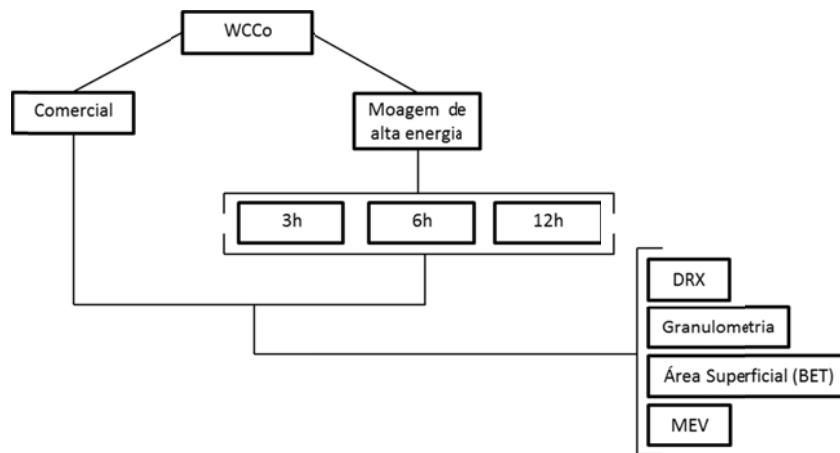 WCCo
Comercial
Moagem de
alta energia
3h
6h
12h
DRX
Granulometria
Área Superficial (BET)
MEV